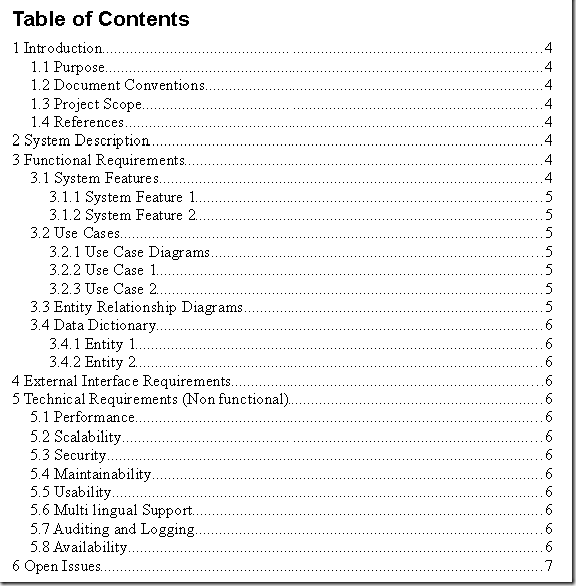 Table of Contents
1 Introduction....................................................4
1.1 Purpose....................................................4
1.2 Document Conventions....................................................4
1.3 Project Scope....................................................4
1.4 References....................................................4
2 System Description....................................................4
3 Functional Requirements....................................................4
3.1 System Features....................................................4
3.1.1 System Feature 1....................................................5
3.1.2 System Feature 2....................................................5
3.2 Use Cases....................................................5
3.2.1 Use Case Diagrams....................................................5
3.2.2 Use Case 1....................................................5
3.2.3 Use Case 2....................................................5
3.3 Entity Relationship Diagrams....................................................5
3.4 Data Dictionary....................................................6
3.4.1 Entity 1....................................................6
3.4.2 Entity 2....................................................6
4 External Interface Requirements....................................................6
5 Technical Requirements (Non functional)....................................................6
5.1 Performance....................................................6
5.2 Scalability....................................................6
5.3 Security....................................................6
5.4 Maintainability....................................................6
5.5 Usability....................................................6
5.6 Multi lingual Support....................................................6
5.7 Auditing and Logging....................................................6
5.8 Availability....................................................6
6 Open Issues....................................................7